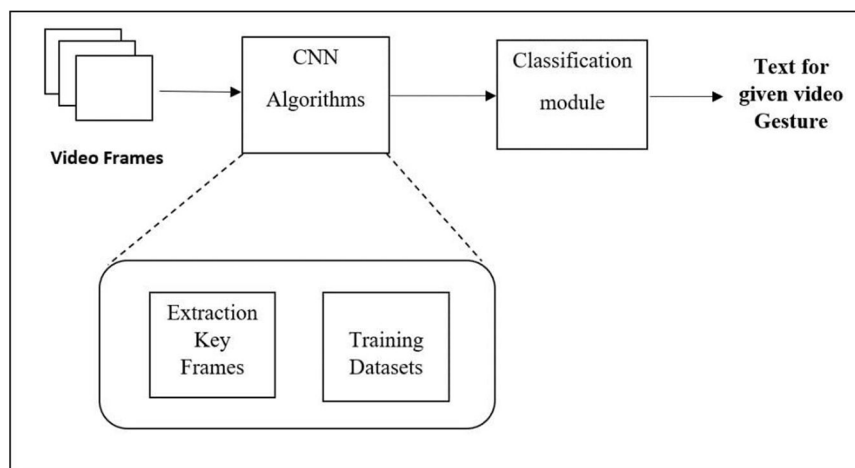 Video Frames
CNN
Algorithms
Classification
module
Text for
given video
Gesture
Extraction
Key
Frames
Training
Datasets